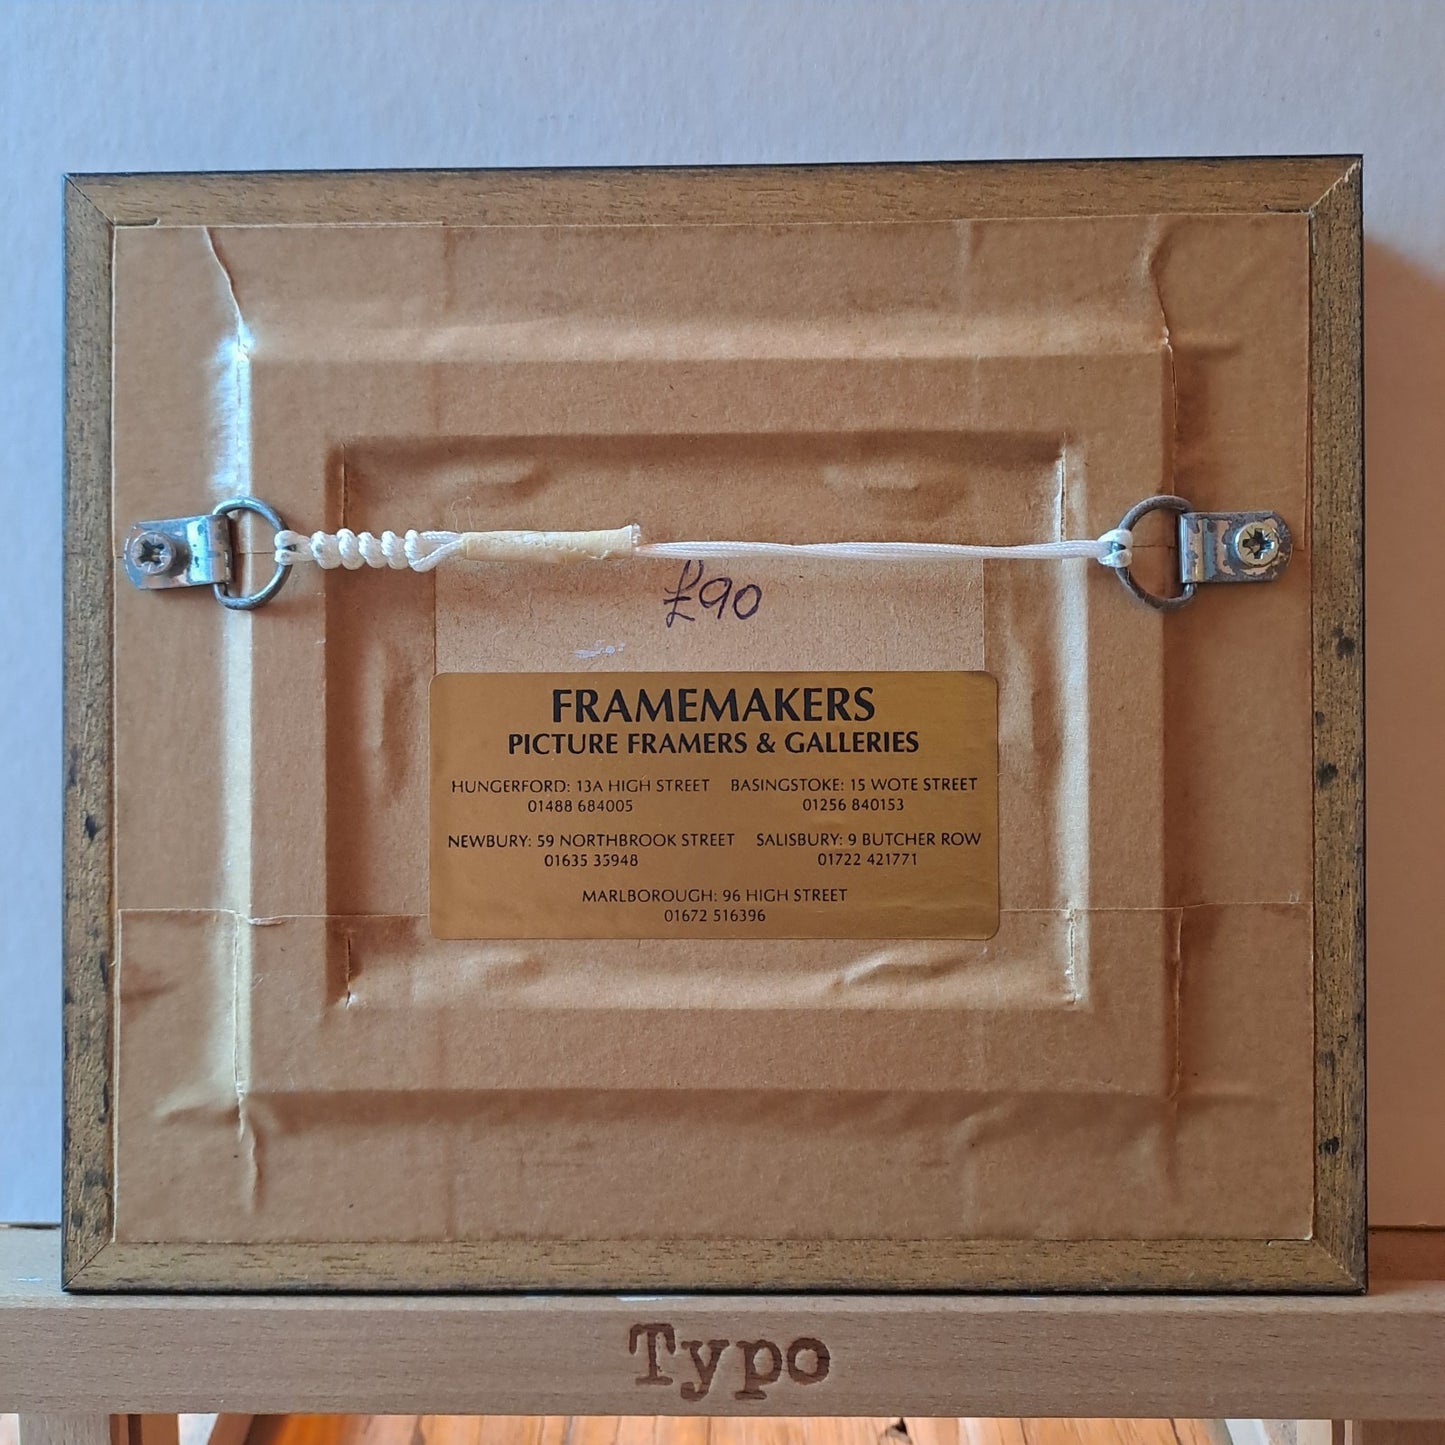 £90
FRAMEMAKERS
PICTURE FRAMERS & GALLERIES
HUNGERFORD: 13A HIGH STREET
01488 684005
BASINGSTOKE: 15 WOTE STREET
01256 840153
NEWBURY: 59 NORTHBROOK STREET
01635 35948
SALISBURY: 9 BUTCHER ROW
01722 421771
MARLBOROUGH: 96 HIGH STREET
01672 516396
Typo